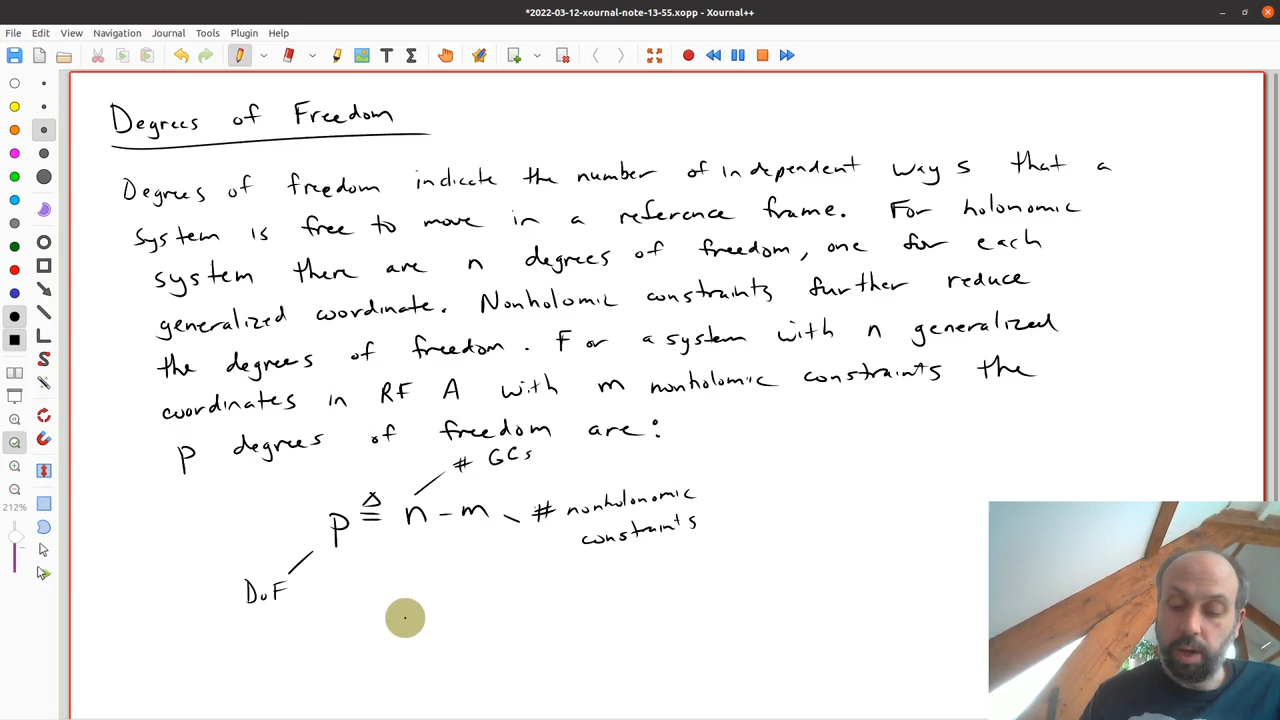 *2022-03-12-xournal-note-13-55.xopp - Xournal++
File Edit View Navigation Journal Tools Plugin Help
Degrees of Freedom
Degrees of freedom indicate the number of independent ways that a
system is free to move in a reference frame. For holonomic
system there are n degrees of freedom, one for each
generalized coordinate. Nonholomic constraints further reduce
the degrees of freedom. For a system with n generalized
coordinates in RF A with m nonholomic constraints the
p degrees of freedom are:
# GCs
p ≜ n - m
# nonholonomic
constraints
DoF
212%